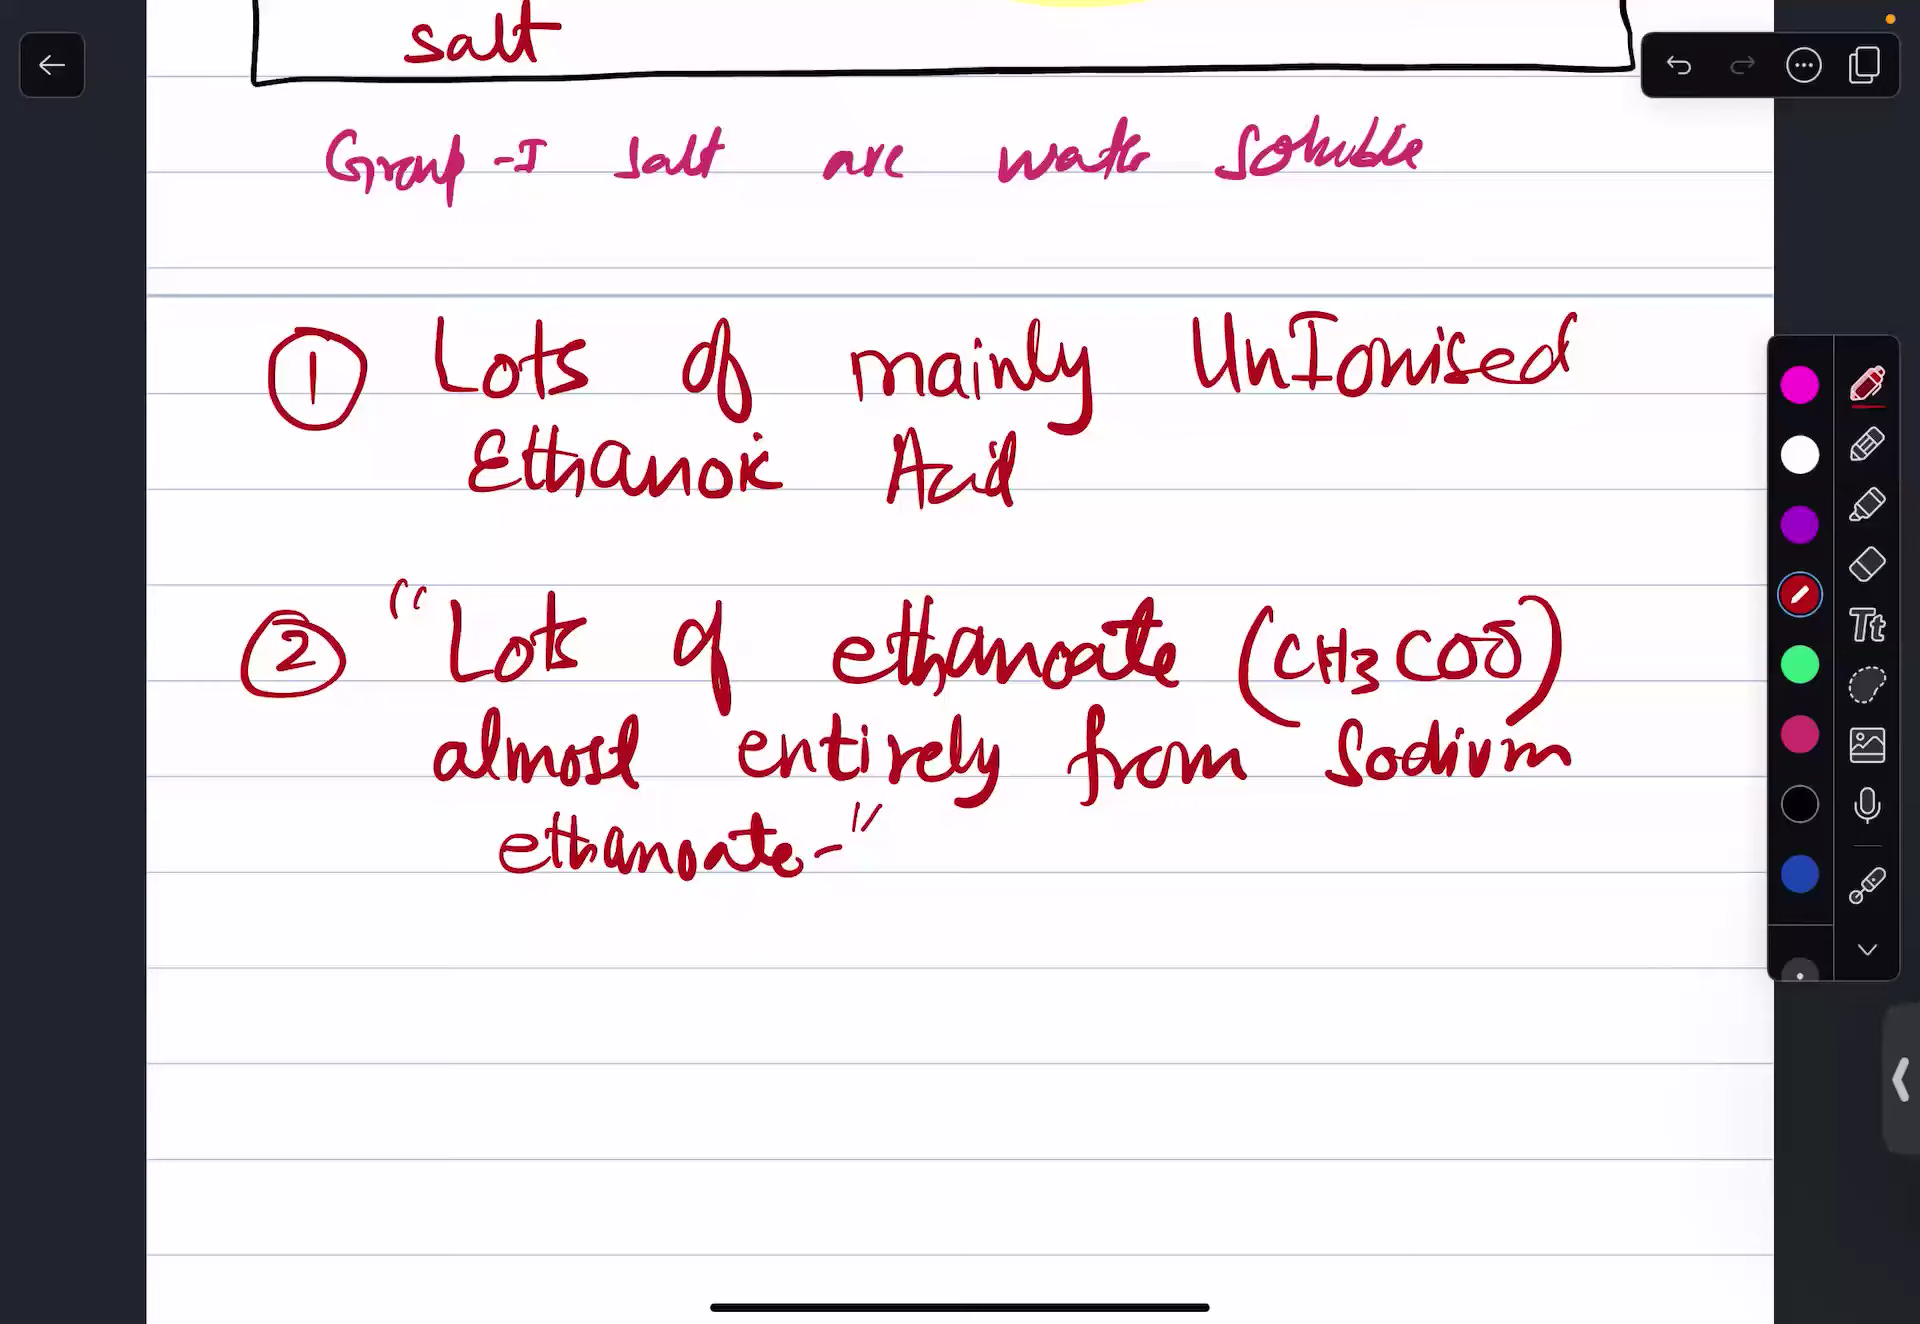 salt
Group-I salt are water soluble
① Lots of mainly UnIonised
Ethanoic Acid
② "Lots of ethanoate (CH3COO⁻)
almost entirely from Sodium
ethanoate-"
Tt